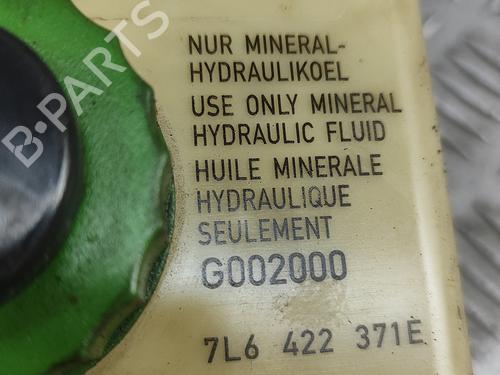 B-PARTS
NUR MINERAL-
HYDRAULIKOEL
USE ONLY MINERAL
HYDRAULIC FLUID
HUILE MINERALE
HYDRAULIQUE
SEULEMENT
G002000
7L6 422 371E